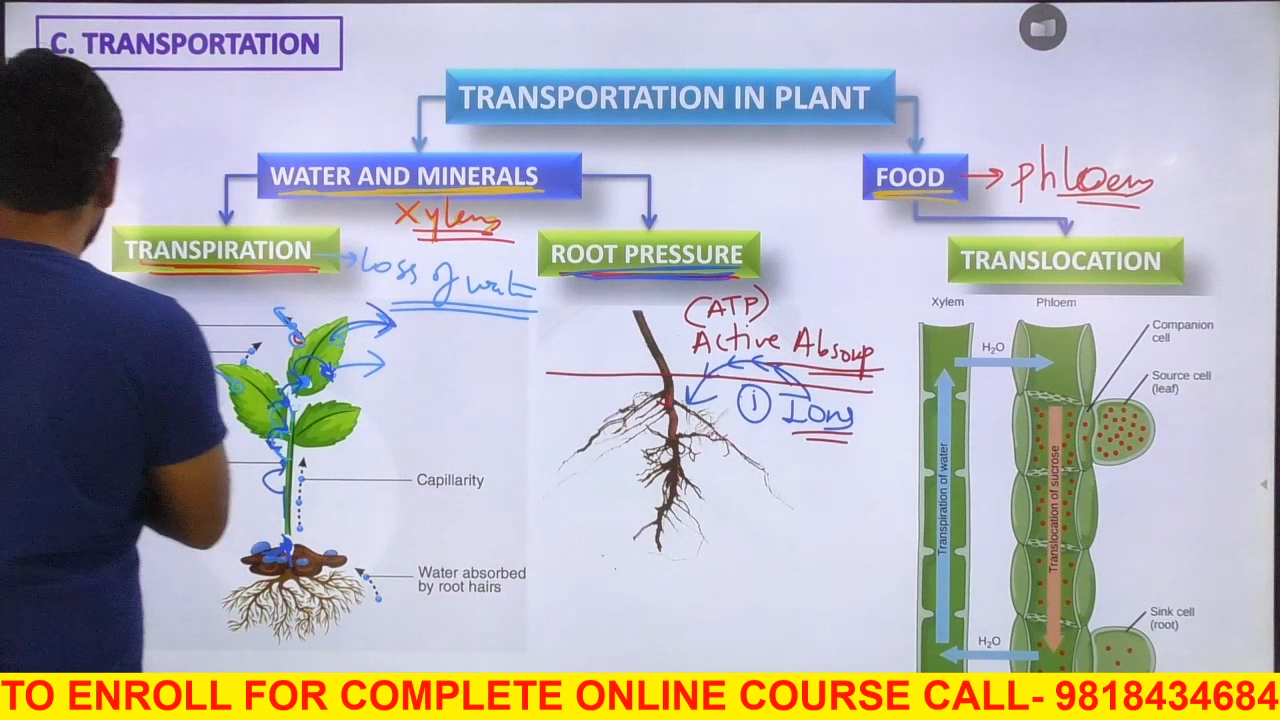 C. TRANSPORTATION
TRANSPORTATION IN PLANT
WATER AND MINERALS
FOOD → phloem
Xylem
TRANSPIRATION → Loss of water
ROOT PRESSURE
TRANSLOCATION
(ATP)
Active Absorp
① Ions
Capillarity
Water absorbed
by root hairs
Xylem
Phloem
H₂O
Companion
cell
Source cell
(leaf)
Transpiration of water
Translocation of sucrose
Sink cell
(root)
H₂O
TO ENROLL FOR COMPLETE ONLINE COURSE CALL- 9818434684